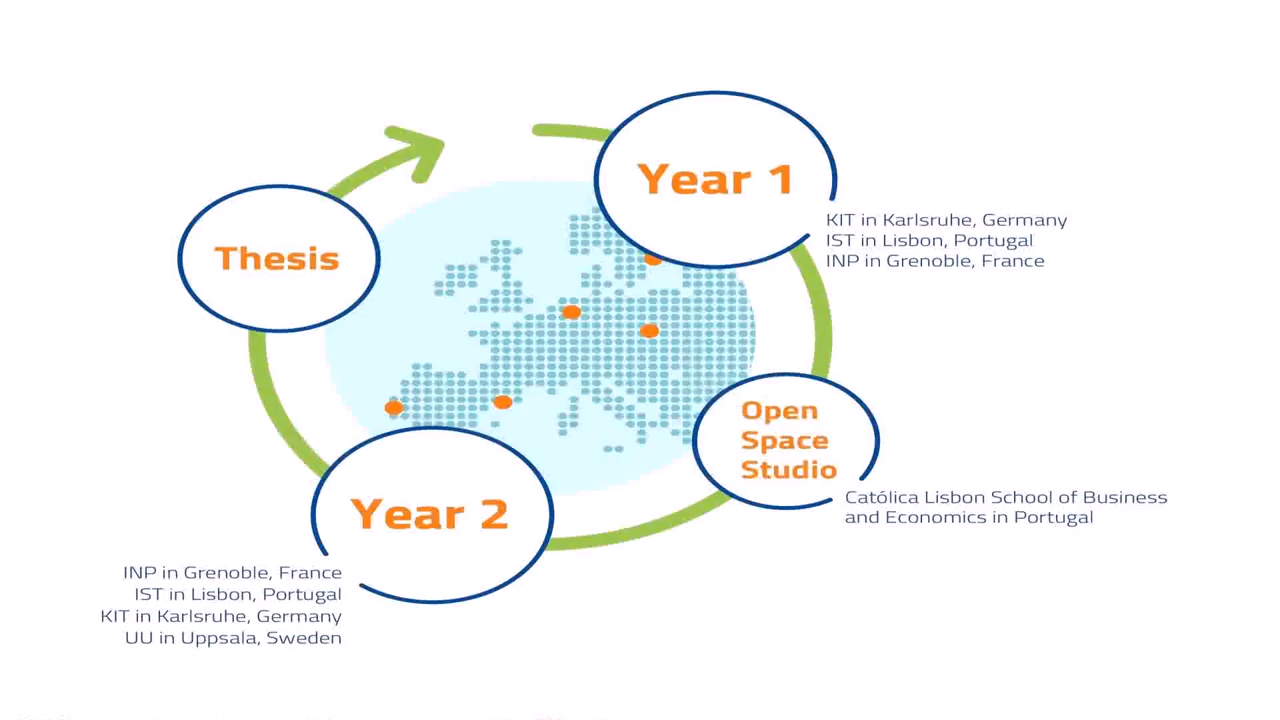 Year 1
KIT in Karlsruhe, Germany
IST in Lisbon, Portugal
INP in Grenoble, France
Open
Space
Studio
Católica Lisbon School of Business
and Economics in Portugal
Year 2
INP in Grenoble, France
IST in Lisbon, Portugal
KIT in Karlsruhe, Germany
UU in Uppsala, Sweden
Thesis